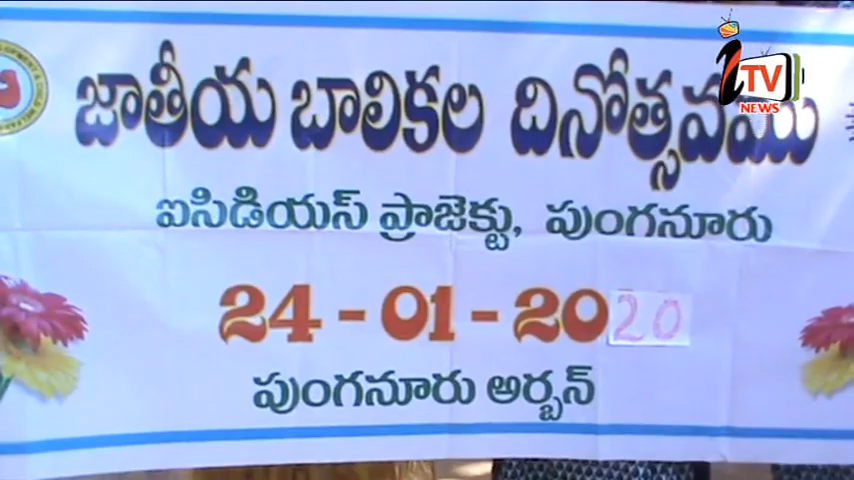 జాతీయ బాలికల దినోత్సవము
ఐసిడియస్ ప్రాజెక్టు, పుంగనూరు
24-01-2020
పుంగనూరు అర్బన్
iTV
NEWS